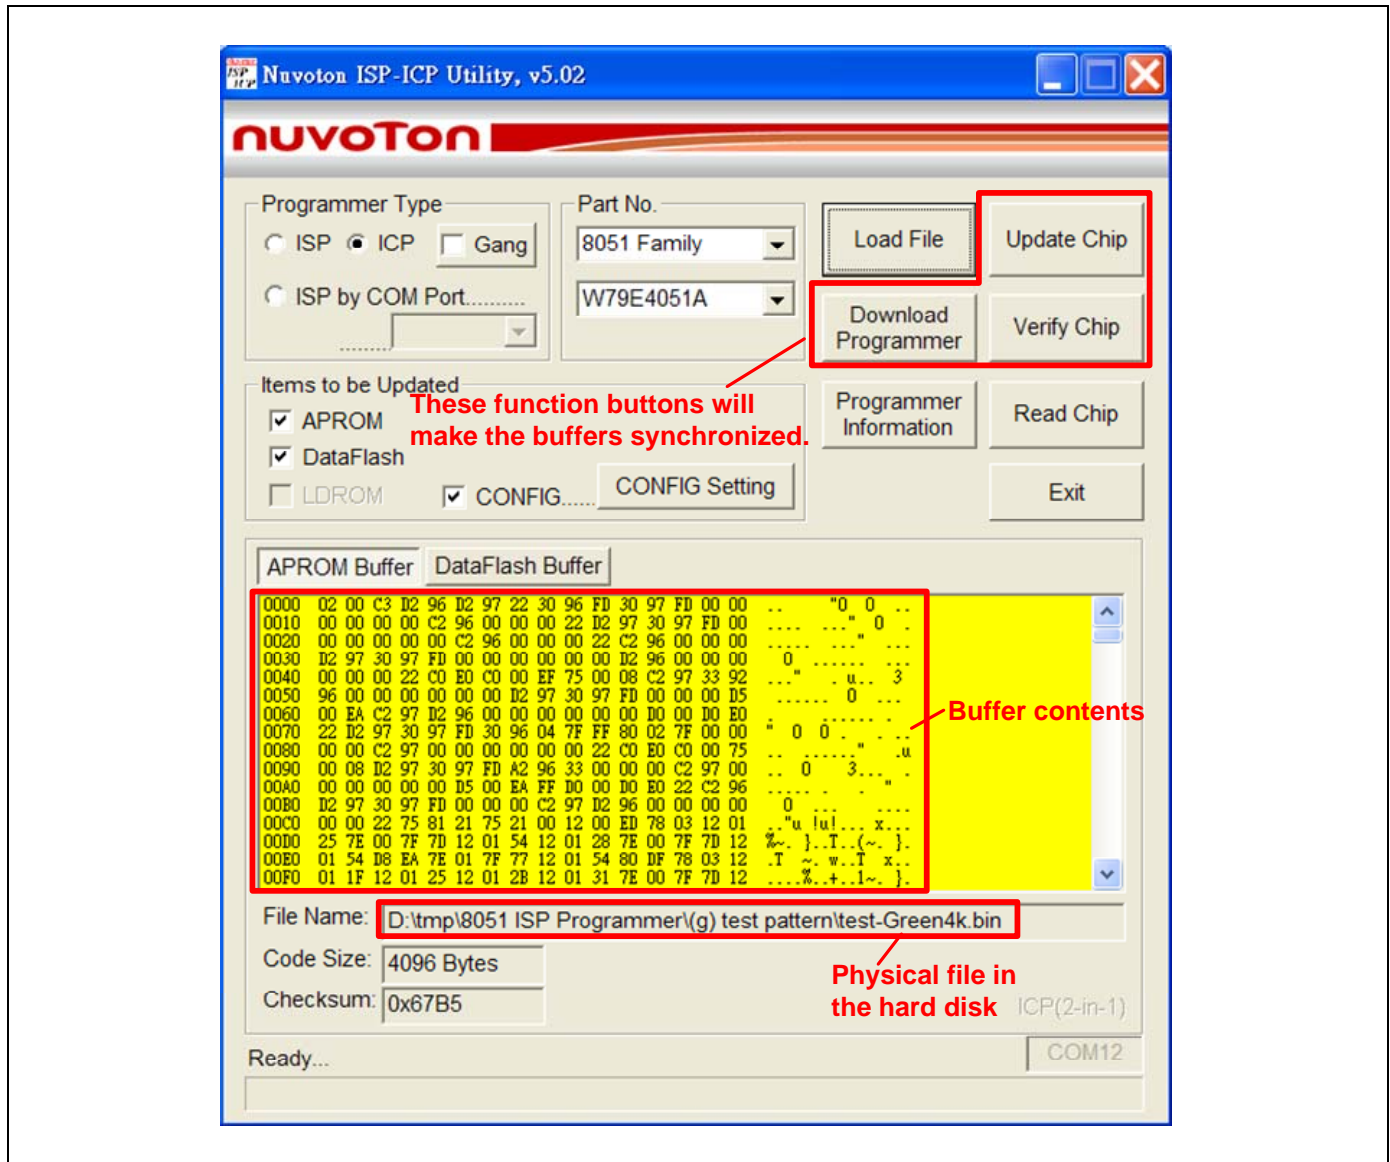 Nuvoton ISP-ICP Utility, v5.02
nuvoTon
Programmer Type
ISP ICP Gang
ISP by COM Port..........
........
Part No.
8051 Family
W79E4051A
Load File
Update Chip
Download
Programmer
Verify Chip
Items to be Updated
APROM
DataFlash
LDROM CONFIG...... CONFIG Setting
These function buttons will
make the buffers synchronized.
Programmer
Information
Read Chip
Exit
APROM Buffer DataFlash Buffer
0000 02 00 C3 D2 96 D2 97 22 30 96 FD 30 97 FD 00 00 .. "0 0 ..
0010 00 00 00 00 C2 96 00 00 00 22 D2 97 30 97 FD 00 .... ..." 0 .
0020 00 00 00 00 00 C2 96 00 00 00 22 C2 96 00 00 00 ..... ..." ...
0030 D2 97 30 97 FD 00 00 00 00 00 00 D2 96 00 00 00 0 ...... ...
0040 00 00 00 22 C0 E0 C0 00 EF 75 00 08 C2 97 33 92 ..." . u.. 3
0050 96 00 00 00 00 00 00 D2 97 30 97 FD 00 00 00 D5 ...... 0 ...
0060 00 EA C2 97 D2 96 00 00 00 00 00 00 D0 00 D0 E0 . ...... .
0070 22 D2 97 30 97 FD 30 96 04 7F FF 80 02 7F 00 00 " 0 0 . . ..
0080 00 00 C2 97 00 00 00 00 00 00 22 C0 E0 C0 00 75 .. ......" .u
0090 00 08 D2 97 30 97 FD A2 96 33 00 00 00 C2 97 00 .. 0 3... .
00A0 00 00 00 00 00 D5 00 EA FF D0 00 D0 E0 22 C2 96 ..... . . "
00B0 D2 97 30 97 FD 00 00 00 C2 97 D2 96 00 00 00 00 0 ... ....
00C0 00 00 22 75 81 21 75 21 00 12 00 ED 78 03 12 01 .."u !u!... x...
00D0 25 7E 00 7F 7D 12 01 54 12 01 28 7E 00 7F 7D 12 %~. }..T..(~. }.
00E0 01 54 D8 EA 7E 01 7F 77 12 01 54 80 DF 78 03 12 .T ~. w..T x..
00F0 01 1F 12 01 25 12 01 2B 12 01 31 7E 00 7F 7D 12 ....%..+..1~. }.
Buffer contents
File Name: D:\tmp\8051 ISP Programmer\(g) test pattern\test-Green4k.bin
Code Size: 4096 Bytes
Checksum: 0x67B5
Physical file in
the hard disk
ICP(2-in-1)
Ready...
COM12